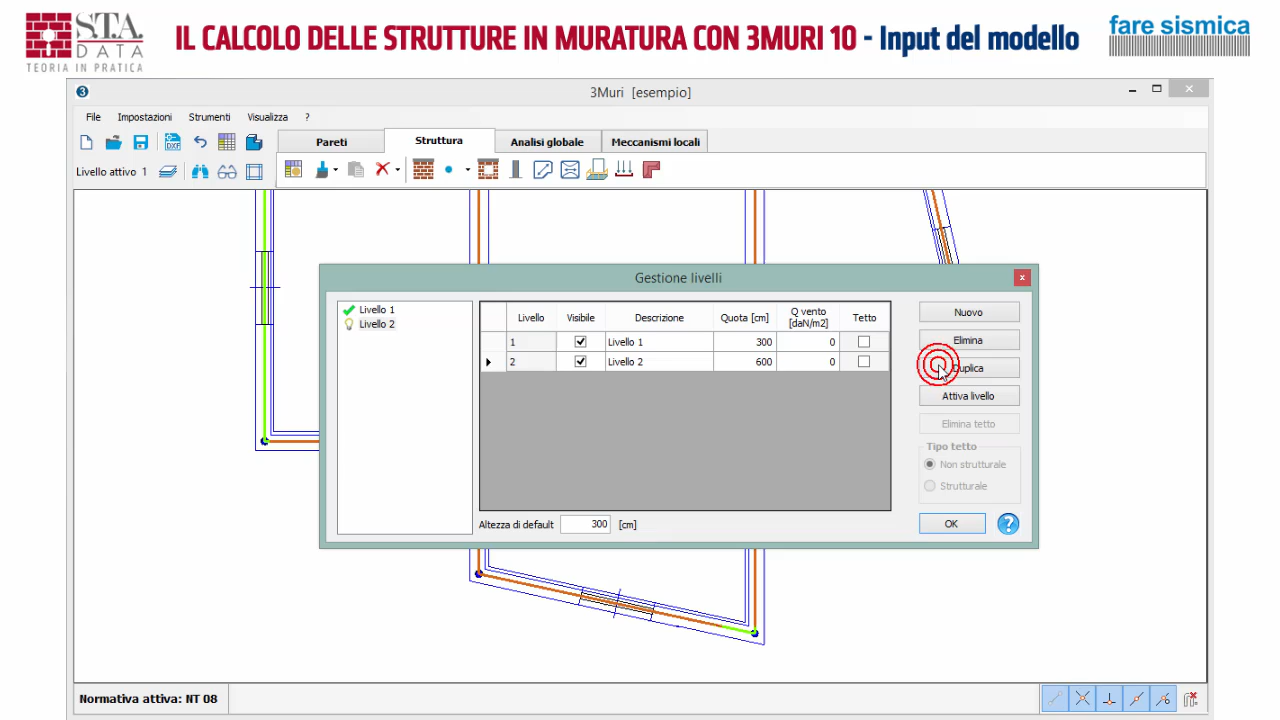 S.T.A.
DATA
TEORIA IN PRATICA
IL CALCOLO DELLE STRUTTURE IN MURATURA CON 3MURI 10 - Input del modello
fare sismica
3Muri [esempio]
File Impostazioni Strumenti Visualizza ?
DXF
Pareti Struttura Analisi globale Meccanismi locali
Livello attivo 1
Gestione livelli
Livello 1
Livello 2
Livello Visibile Descrizione Quota [cm] Q vento [daN/m2] Tetto
1 Livello 1 300 0
2 Livello 2 600 0
Altezza di default 300 [cm]
Nuovo
Elimina
Duplica
Attiva livello
Elimina tetto
Tipo tetto
Non strutturale
Strutturale
OK ?
Normativa attiva: NT 08